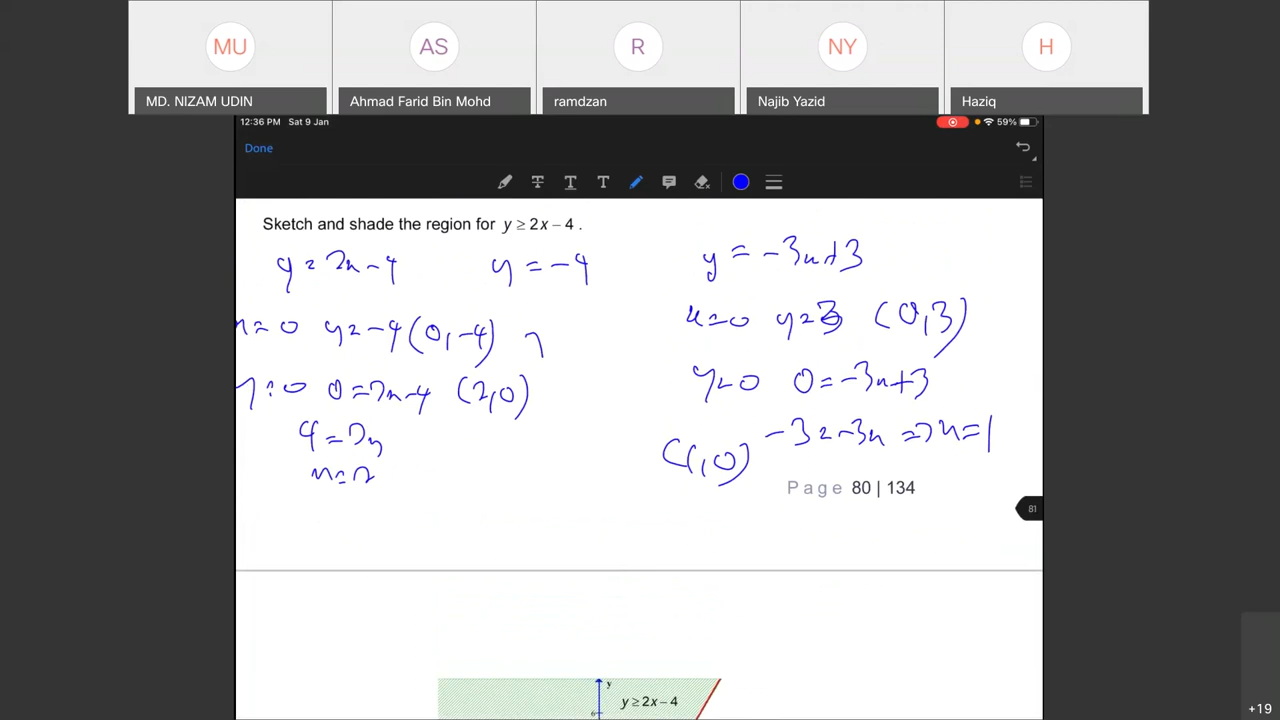 MU AS R NY H
MD. NIZAM UDIN Ahmad Farid Bin Mohd ramdzan Najib Yazid Haziq
12:36 PM Sat 9 Jan 59%
Done
T T T
Sketch and shade the region for y ≥ 2x – 4 .
y = 2x – 4 y = –4 y = –3x+3
x = 0 y = –4 (0, –4) x=0 y=3 (0,3)
y = 0 0 = 2x–4 (2,0) y=0 0 = –3x+3
4 = 2x (1,0) –3 = –3x => x=1
x = 2
Page 80 | 134
81
y
y ≥ 2x – 4
6
+19